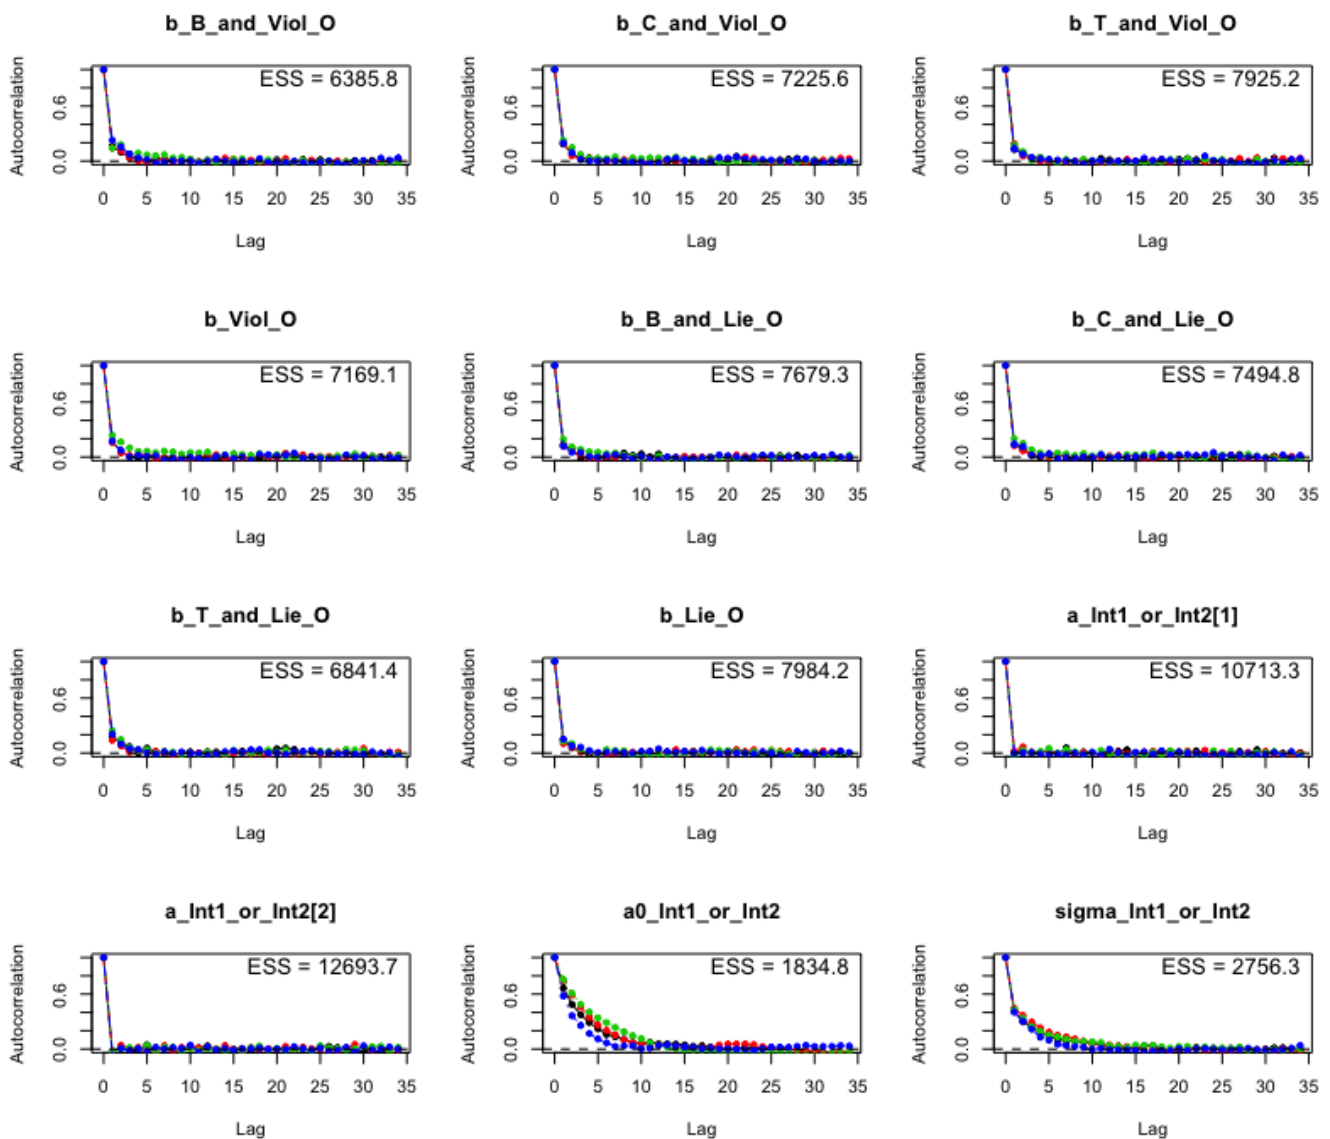 b_B_and_Viol_O
b_C_and_Viol_O
b_T_and_Viol_O
Autocorrelation
0.0 0.6
ESS = 6385.8
0 5 10 15 20 25 30 35
Lag
Autocorrelation
0.0 0.6
ESS = 7225.6
0 5 10 15 20 25 30 35
Lag
Autocorrelation
0.0 0.6
ESS = 7925.2
0 5 10 15 20 25 30 35
Lag
b_Viol_O
b_B_and_Lie_O
b_C_and_Lie_O
Autocorrelation
0.0 0.6
ESS = 7169.1
0 5 10 15 20 25 30 35
Lag
Autocorrelation
0.0 0.6
ESS = 7679.3
0 5 10 15 20 25 30 35
Lag
Autocorrelation
0.0 0.6
ESS = 7494.8
0 5 10 15 20 25 30 35
Lag
b_T_and_Lie_O
b_Lie_O
a_Int1_or_Int2[1]
Autocorrelation
0.0 0.6
ESS = 6841.4
0 5 10 15 20 25 30 35
Lag
Autocorrelation
0.0 0.6
ESS = 7984.2
0 5 10 15 20 25 30 35
Lag
Autocorrelation
0.0 0.6
ESS = 10713.3
0 5 10 15 20 25 30 35
Lag
a_Int1_or_Int2[2]
a0_Int1_or_Int2
sigma_Int1_or_Int2
Autocorrelation
0.0 0.6
ESS = 12693.7
0 5 10 15 20 25 30 35
Lag
Autocorrelation
0.0 0.6
ESS = 1834.8
0 5 10 15 20 25 30 35
Lag
Autocorrelation
0.0 0.6
ESS = 2756.3
0 5 10 15 20 25 30 35
Lag